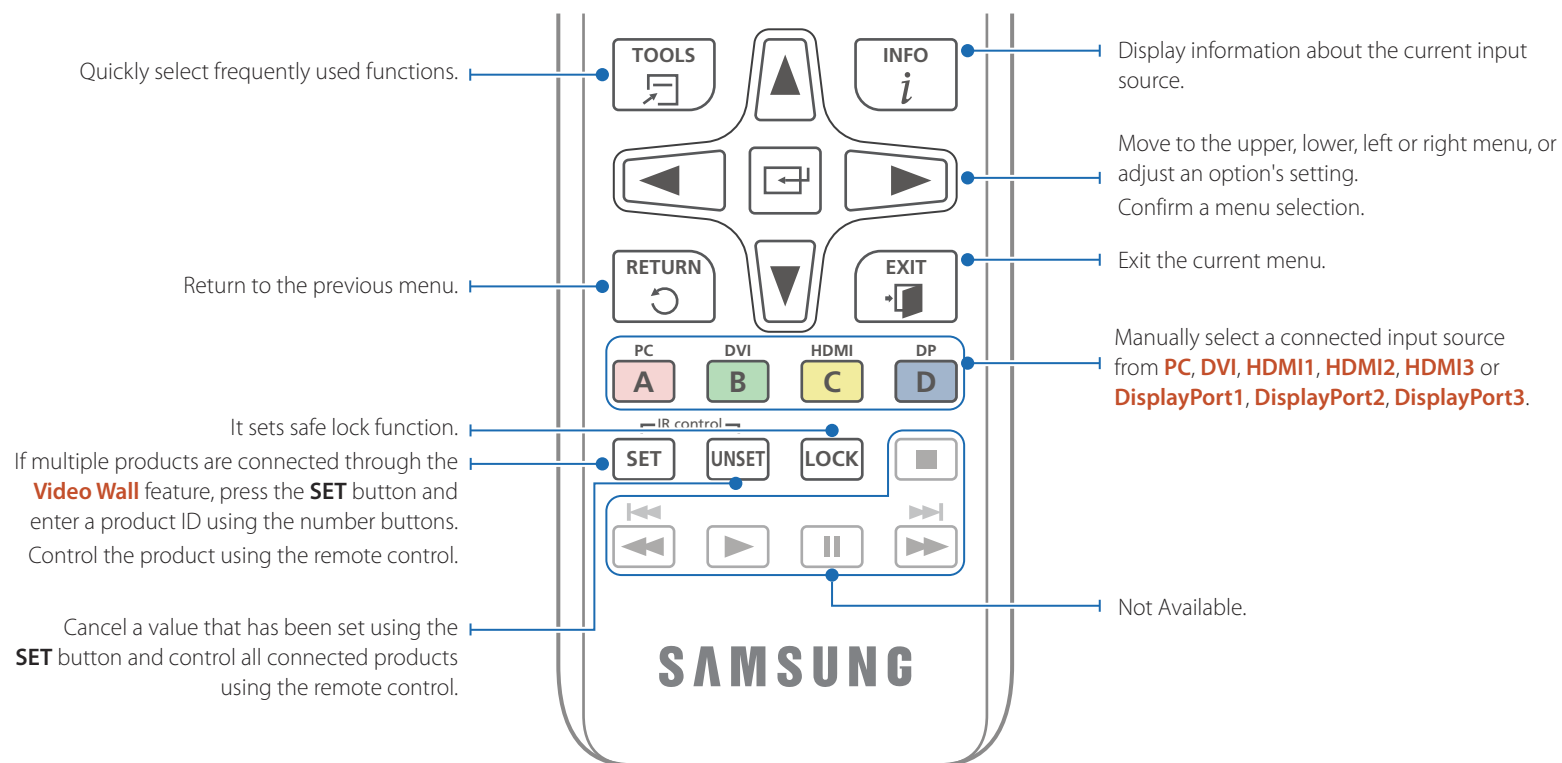 Quickly select frequently used functions.
Return to the previous menu.
It sets safe lock function.
If multiple products are connected through the
Video Wall feature, press the SET button and
enter a product ID using the number buttons.
Control the product using the remote control.
Cancel a value that has been set using the
SET button and control all connected products
using the remote control.
TOOLS
INFO
i
RETURN
EXIT
PC DVI HDMI DP
A B C D
IR control
SET UNSET LOCK
SAMSUNG
Display information about the current input
source.
Move to the upper, lower, left or right menu, or
adjust an option's setting.
Confirm a menu selection.
Exit the current menu.
Manually select a connected input source
from PC, DVI, HDMI1, HDMI2, HDMI3 or
DisplayPort1, DisplayPort2, DisplayPort3.
Not Available.